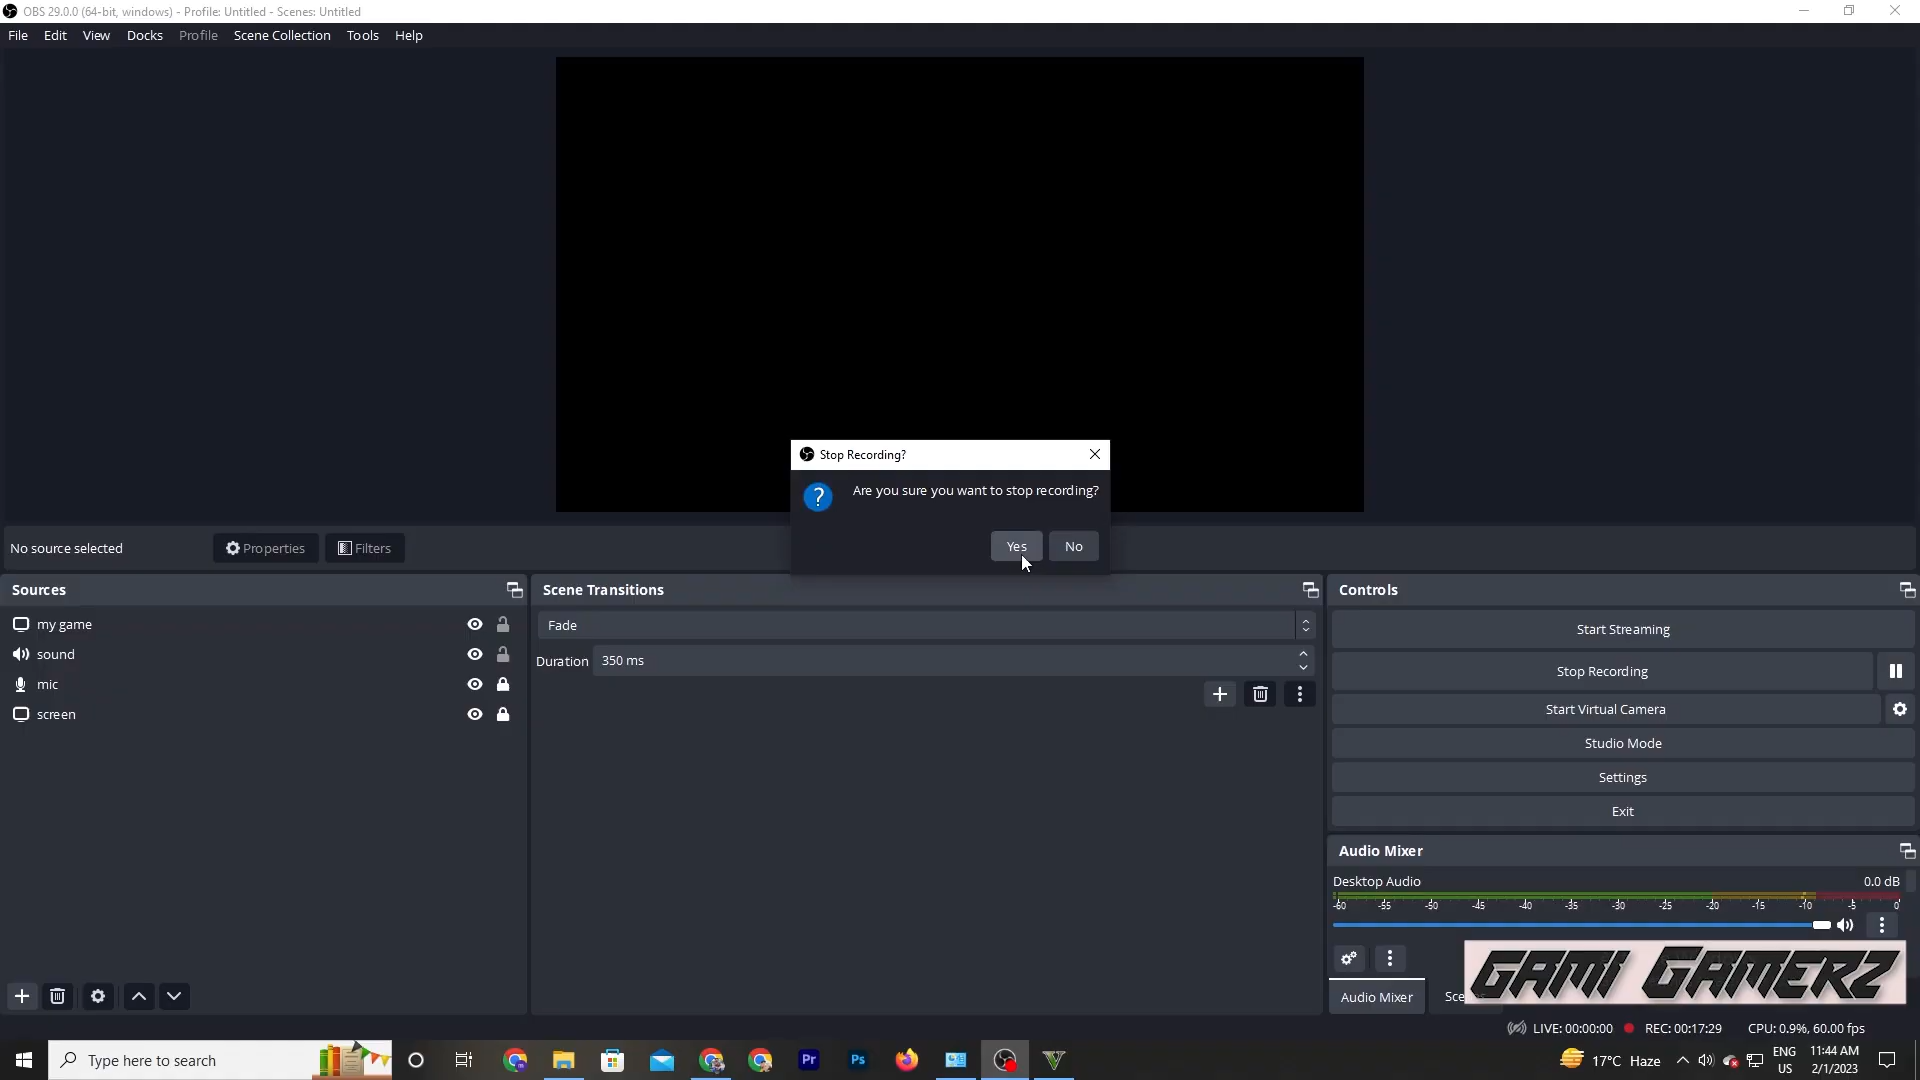 OBS 29.0.0 (64-bit, windows) - Profile: Untitled - Scenes: Untitled
File Edit View Docks Profile Scene Collection Tools Help
Stop Recording?
Are you sure you want to stop recording?
Yes No
No source selected Properties Filters
Sources
my game
sound
mic
screen
Scene Transitions
Fade
Duration 350 ms
Controls
Start Streaming
Stop Recording
Start Virtual Camera
Studio Mode
Settings
Exit
Audio Mixer
Desktop Audio 0.0 dB
-60 -55 -50 -45 -40 -35 -30 -25 -20 -15 -10 -5 0
GAMI GAMERZ
Audio Mixer
LIVE: 00:00:00 REC: 00:17:29 CPU: 0.9%, 60.00 fps
Type here to search
Pr Ps
17°C Haze
ENG
US
11:44 AM
2/1/2023